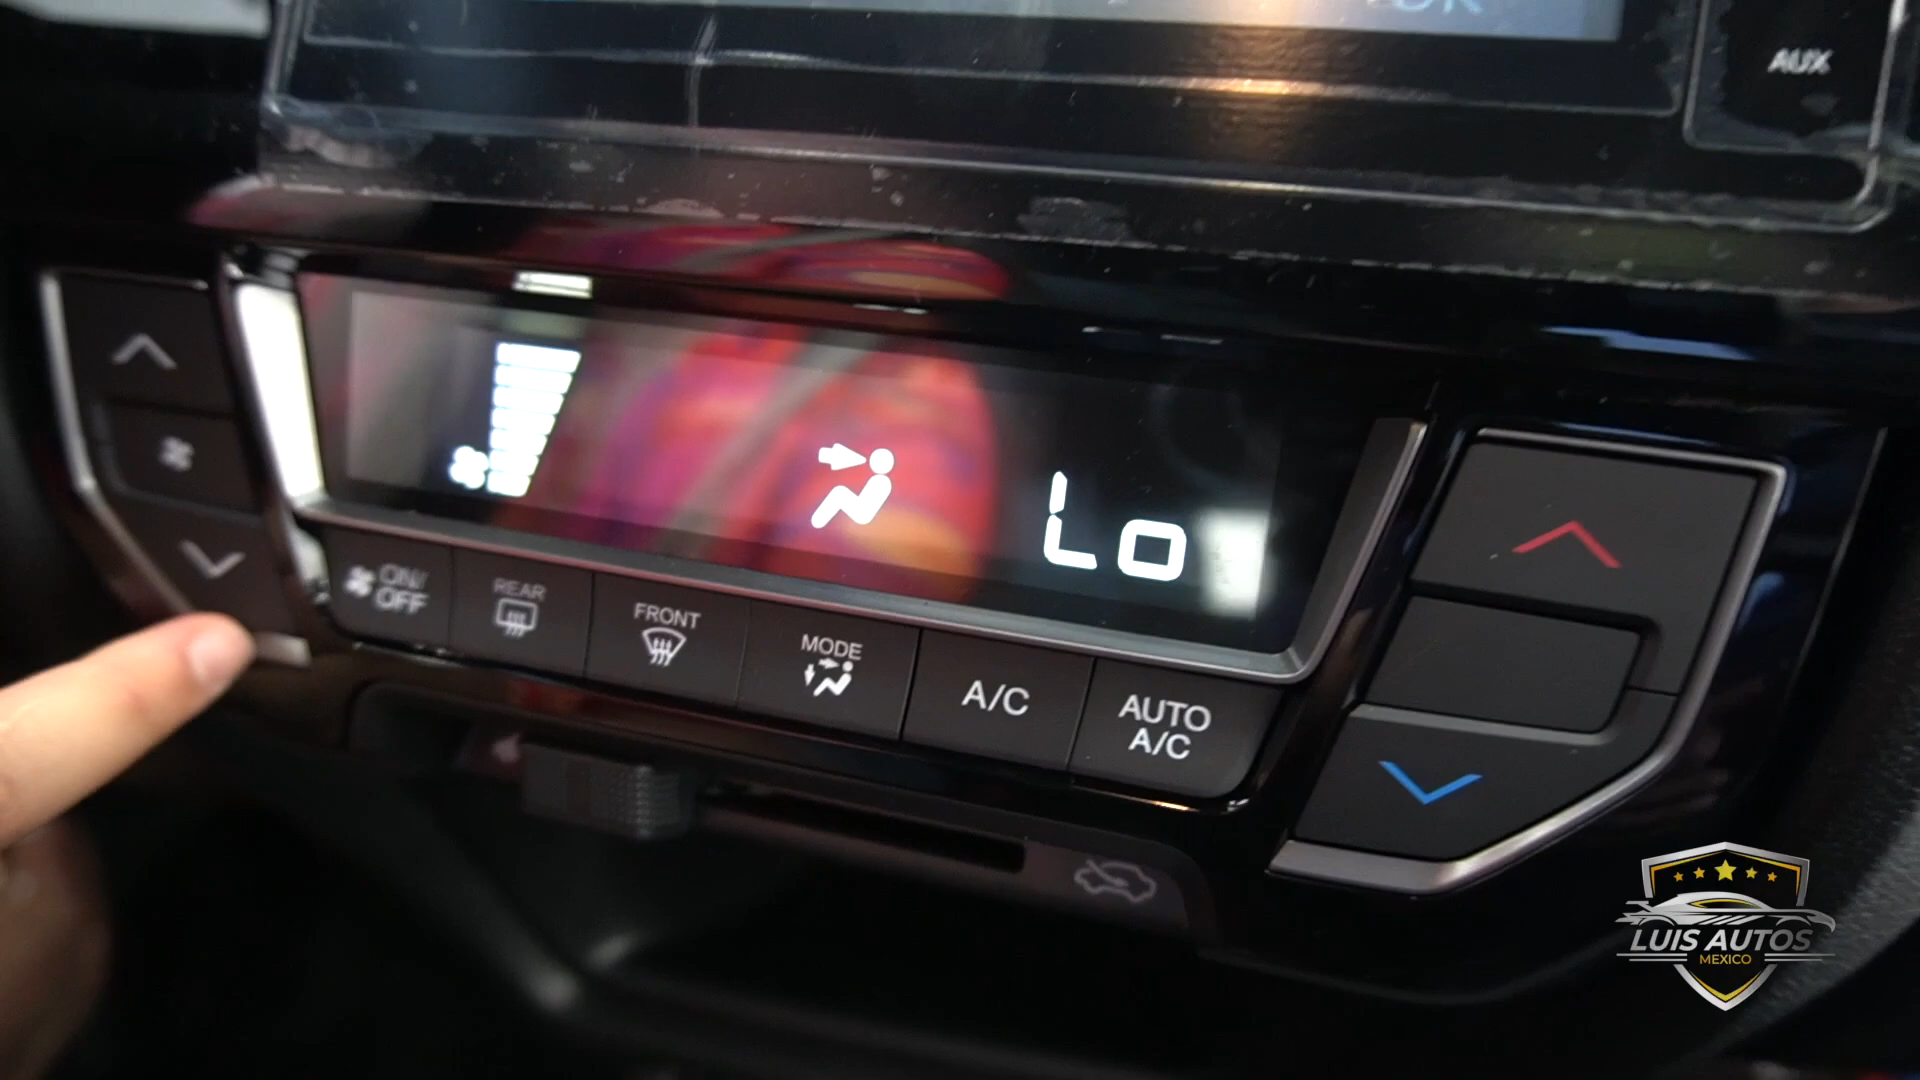 AUX
Lo
ON/
OFF
REAR
FRONT
MODE
A/C
AUTO
A/C
LUIS AUTOS
MEXICO